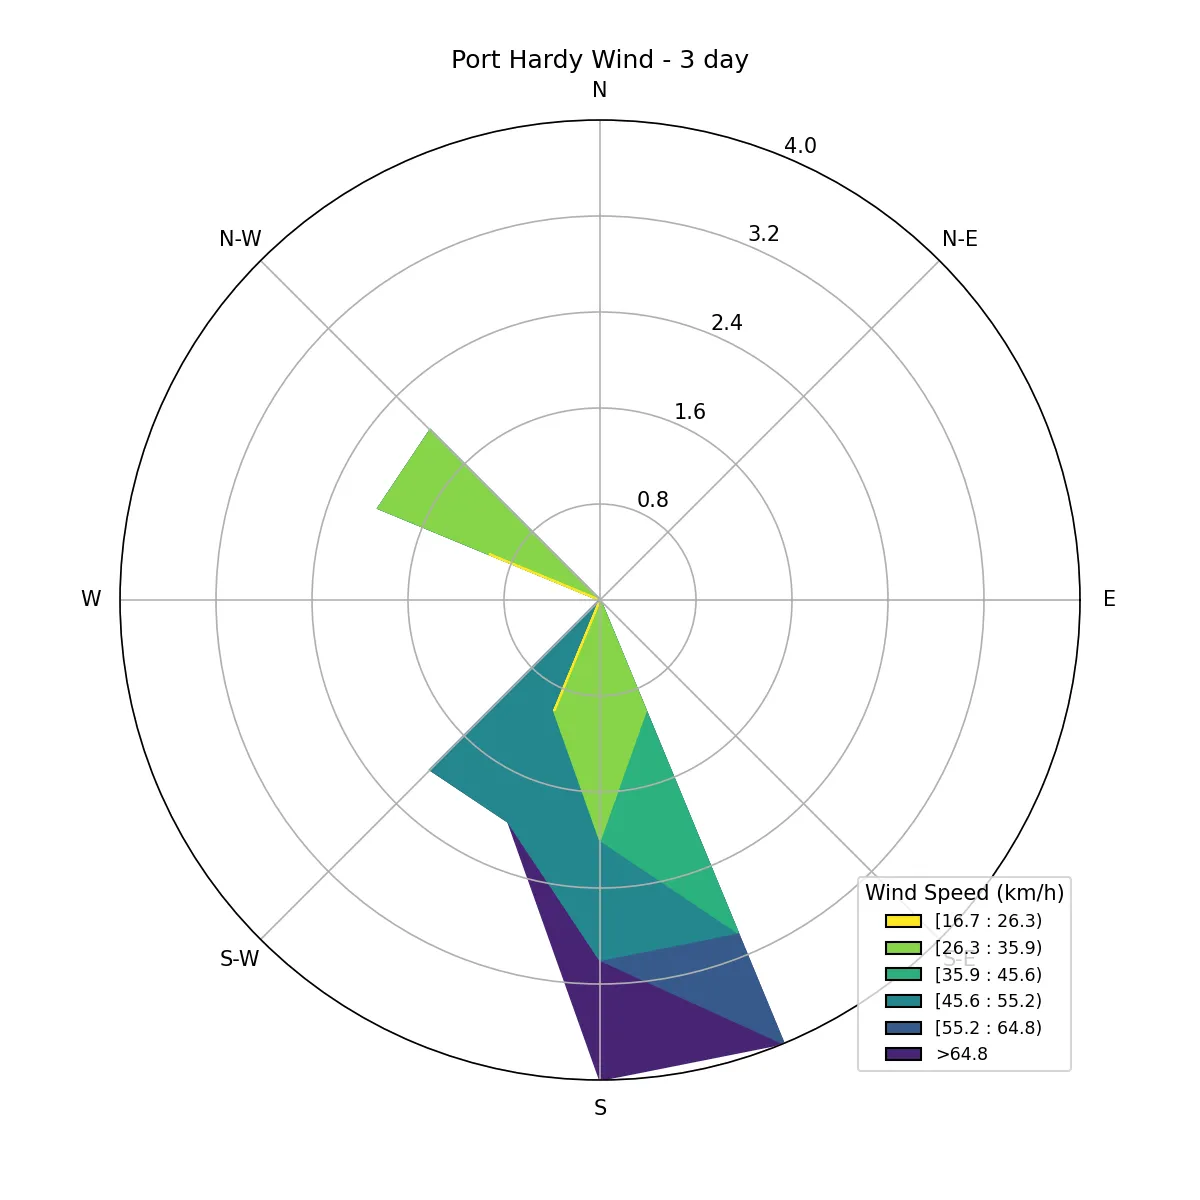 Port Hardy Wind - 3 day
N
4.0
N-W
3.2
N-E
2.4
1.6
0.8
W
E
Wind Speed (km/h)
[16.7 : 26.3)
[26.3 : 35.9)
S-W
S-E
[35.9 : 45.6)
[45.6 : 55.2)
[55.2 : 64.8)
>64.8
S